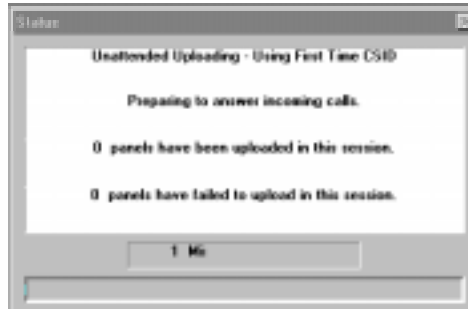 Status
Unattended Uploading - Using First Time CSID
Preparing to answer incoming calls.
0 panels have been uploaded in this session.
0 panels have failed to upload in this session.
1